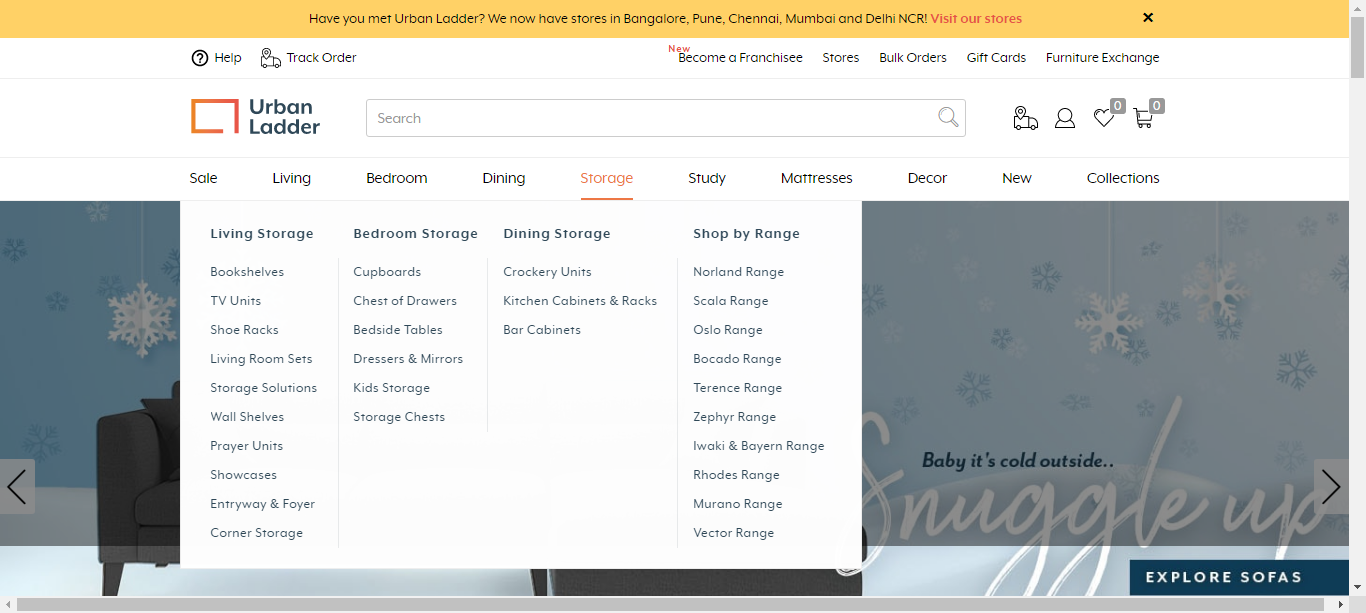 Have you met Urban Ladder? We now have stores in Bangalore, Pune, Chennai, Mumbai and Delhi NCR! Visit our stores
Help Track Order
New
Become a Franchisee Stores Bulk Orders Gift Cards Furniture Exchange
Urban
Ladder
Search
0 0
Sale Living Bedroom Dining Storage Study Mattresses Decor New Collections
Living Storage
Bookshelves
TV Units
Shoe Racks
Living Room Sets
Storage Solutions
Wall Shelves
Prayer Units
Showcases
Entryway & Foyer
Corner Storage
Bedroom Storage
Cupboards
Chest of Drawers
Bedside Tables
Dressers & Mirrors
Kids Storage
Storage Chests
Dining Storage
Crockery Units
Kitchen Cabinets & Racks
Bar Cabinets
Shop by Range
Norland Range
Scala Range
Oslo Range
Bocado Range
Terence Range
Zephyr Range
Iwaki & Bayern Range
Rhodes Range
Murano Range
Vector Range
Baby it's cold outside..
Snuggle up
EXPLORE SOFAS